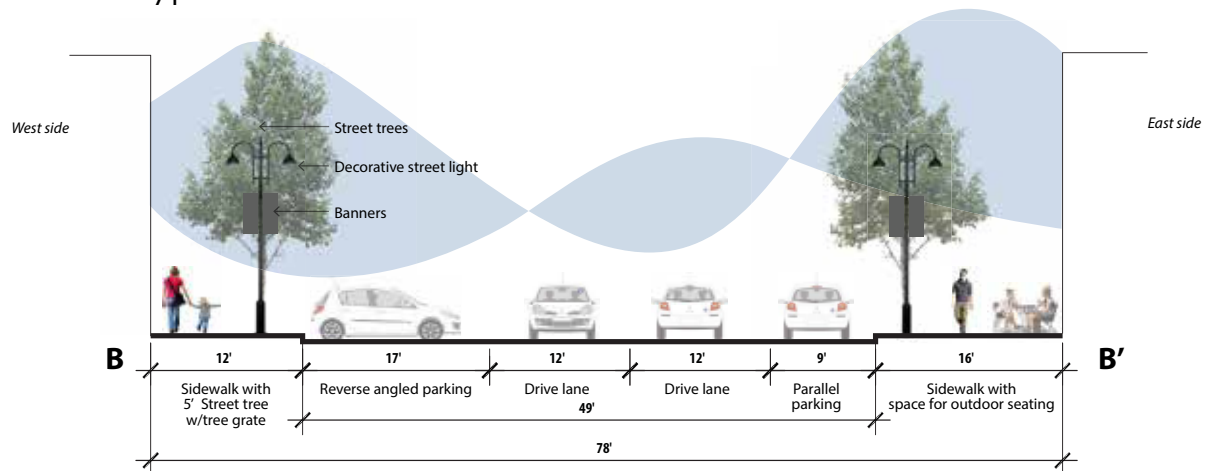 West side
East side
Street trees
Decorative street light
Banners
B
B'
12'
17'
12'
12'
9'
16'
Sidewalk with
5' Street tree
w/tree grate
Reverse angled parking
Drive lane
Drive lane
Parallel
parking
Sidewalk with
space for outdoor seating
49'
78'